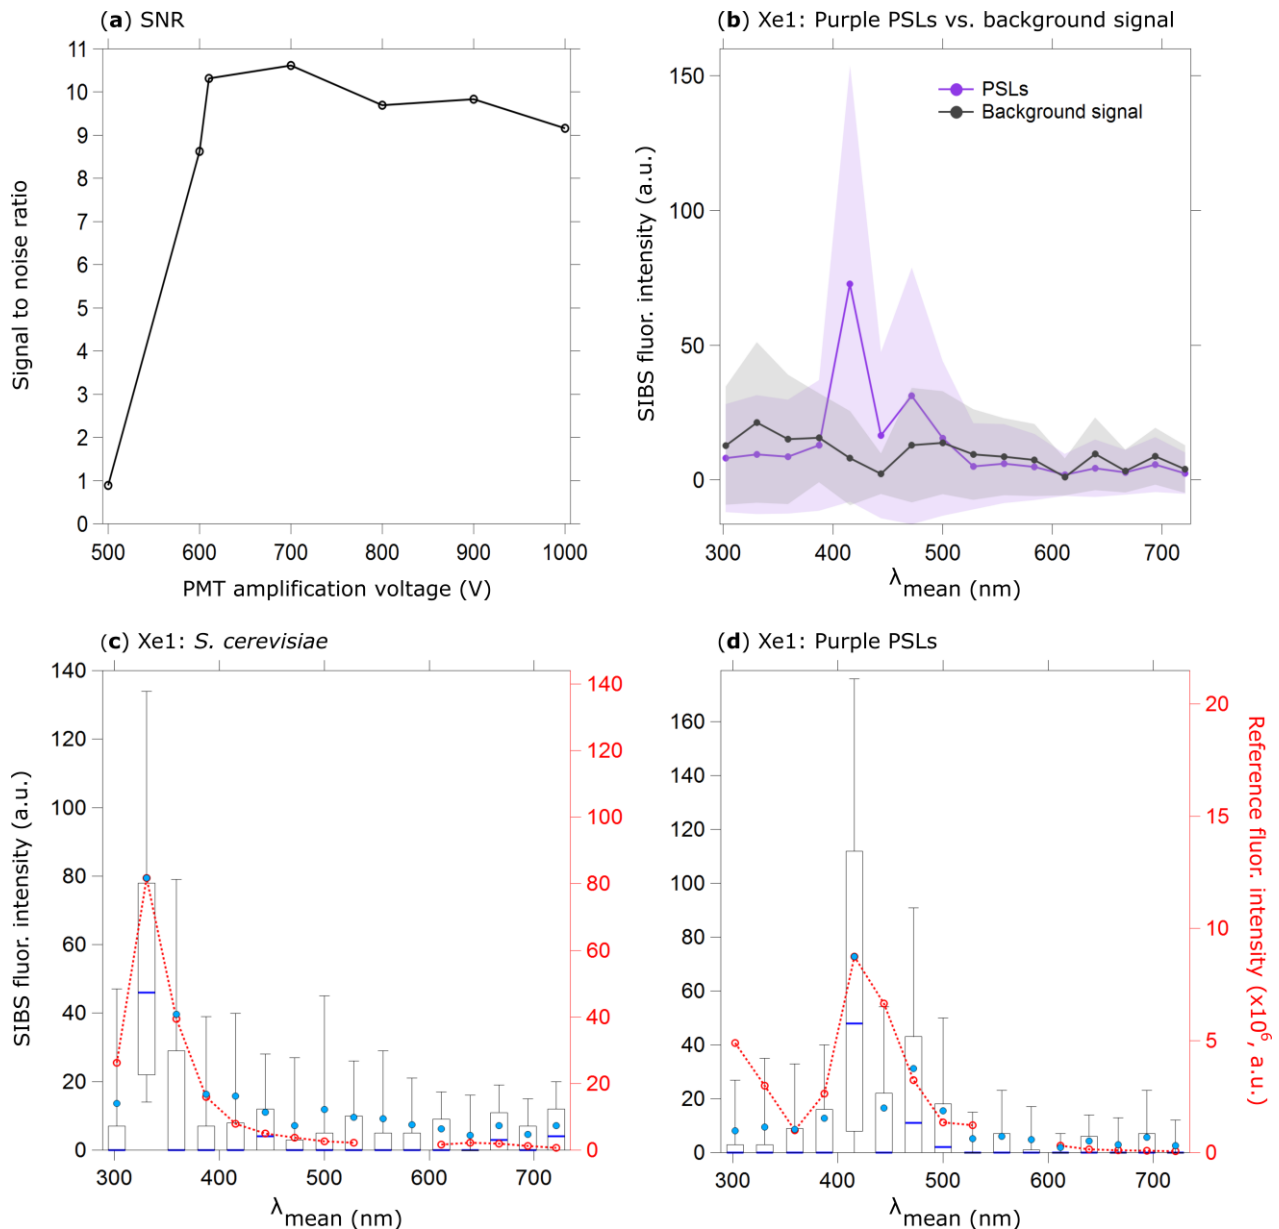 (a) SNR
11
10
9
8
7
6
5
4
3
2
1
0
Signal to noise ratio
500 600 700 800 900 1000
PMT amplification voltage (V)
(b) Xe1: Purple PSLs vs. background signal
150
100
50
0
SIBS fluor. intensity (a.u.)
PSLs
Background signal
300 400 500 600 700
λmean (nm)
(c) Xe1: S. cerevisiae
140
120
100
80
60
40
20
0
SIBS fluor. intensity (a.u.)
140
120
100
80
60
40
20
0
300 400 500 600 700
λmean (nm)
(d) Xe1: Purple PSLs
160
140
120
100
80
60
40
20
0
20
15
10
5
0
Reference fluor. intensity (x10⁶, a.u.)
300 400 500 600 700
λmean (nm)